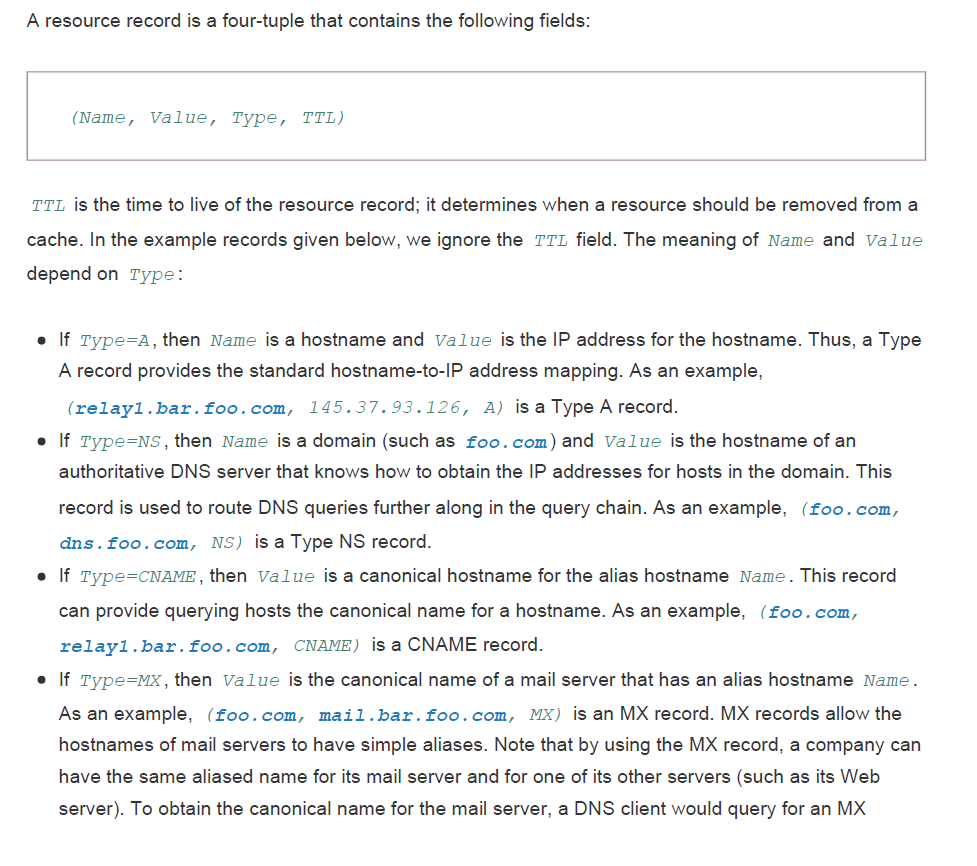 A resource record is a four-tuple that contains the following fields:
(Name, Value, Type, TTL)
TTL is the time to live of the resource record; it determines when a resource should be removed from a
cache. In the example records given below, we ignore the TTL field. The meaning of Name and Value
depend on Type:
• If Type=A, then Name is a hostname and Value is the IP address for the hostname. Thus, a Type
A record provides the standard hostname-to-IP address mapping. As an example,
(relay1.bar.foo.com, 145.37.93.126, A) is a Type A record.
• If Type=NS, then Name is a domain (such as foo.com) and Value is the hostname of an
authoritative DNS server that knows how to obtain the IP addresses for hosts in the domain. This
record is used to route DNS queries further along in the query chain. As an example, (foo.com,
dns.foo.com, NS) is a Type NS record.
• If Type=CNAME, then Value is a canonical hostname for the alias hostname Name. This record
can provide querying hosts the canonical name for a hostname. As an example, (foo.com,
relay1.bar.foo.com, CNAME) is a CNAME record.
• If Type=MX, then Value is the canonical name of a mail server that has an alias hostname Name.
As an example, (foo.com, mail.bar.foo.com, MX) is an MX record. MX records allow the
hostnames of mail servers to have simple aliases. Note that by using the MX record, a company can
have the same aliased name for its mail server and for one of its other servers (such as its Web
server). To obtain the canonical name for the mail server, a DNS client would query for an MX